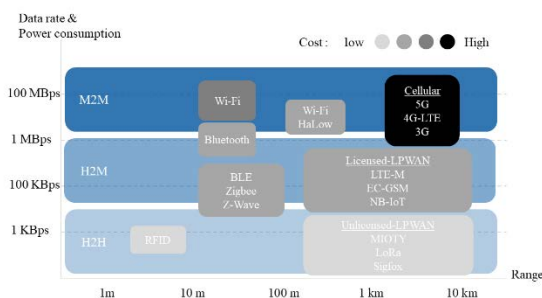 Data rate &
Power consumption
Cost: low High
100 MBps
M2M
Wi-Fi
Wi-Fi
HaLow
Cellular
5G
4G-LTE
3G
1 MBps
Bluetooth
H2M
100 KBps
BLE
Zigbee
Z-Wave
Licensed-LPWAN
LTE-M
EC-GSM
NB-IoT
1 KBps
H2H
RFID
Unlicensed-LPWAN
MIOTY
LoRa
Sigfox
Range
1m 10 m 100 m 1 km 10 km